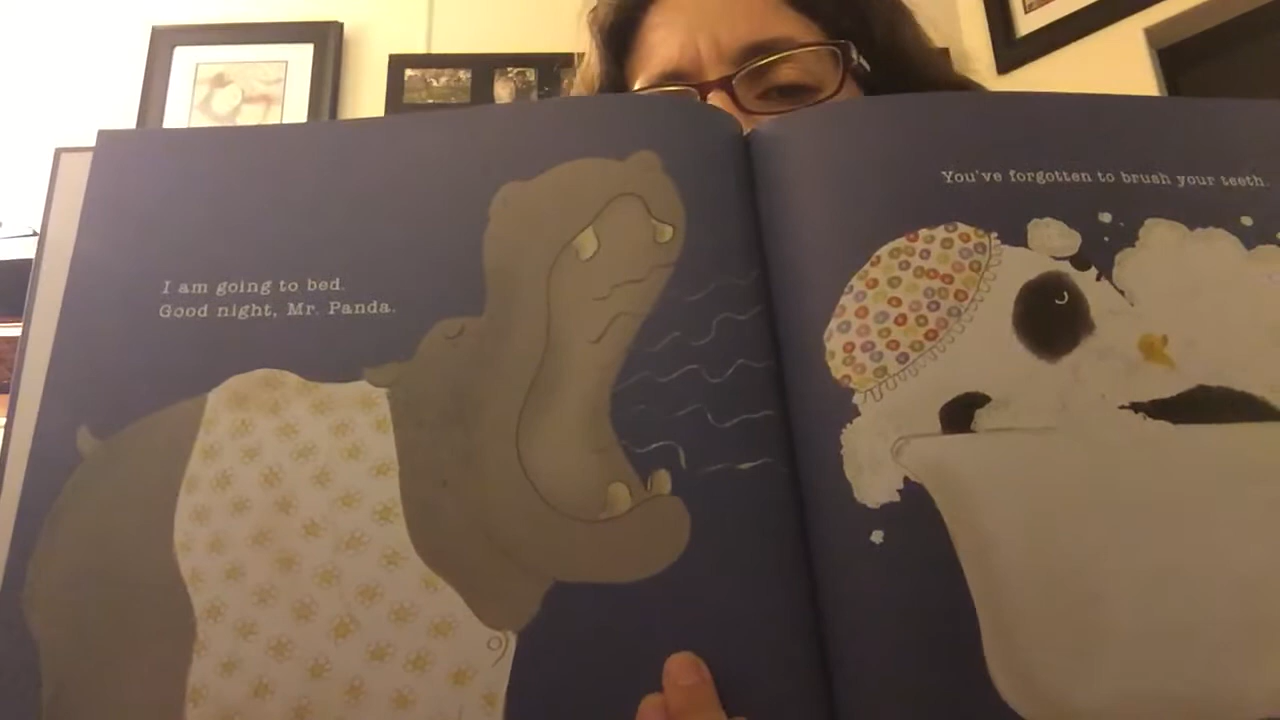 I am going to bed.
Good night, Mr. Panda.
You've forgotten to brush your teeth.